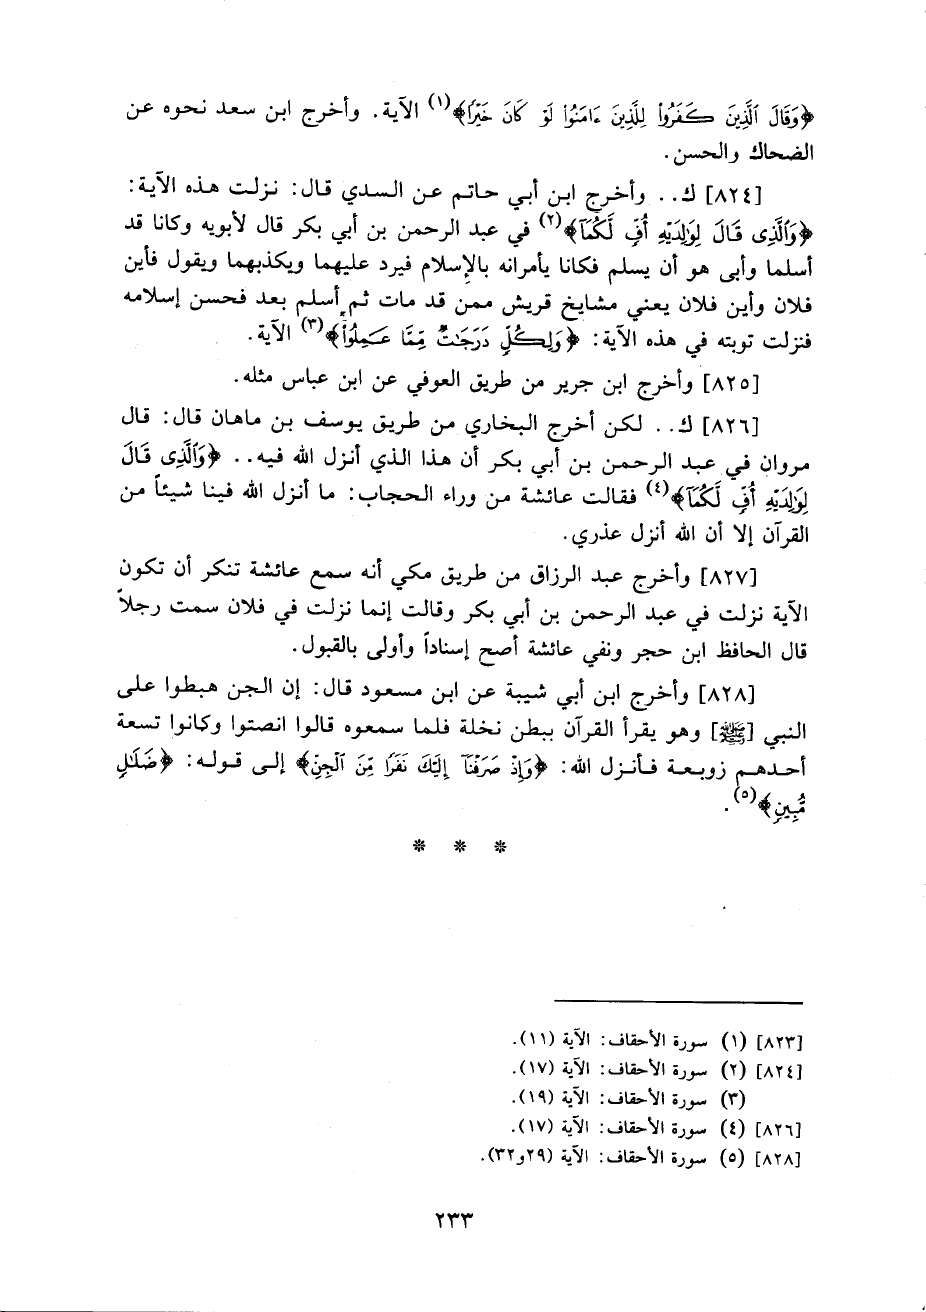 ﴿وَقَالَ ٱلَّذِينَ كَفَرُوا۟ لِلَّذِينَ ءَامَنُوا۟ لَوْ كَانَ خَيْرًا﴾(١) الآية. وأخرج ابن سعد نحوه عن
الضحاك والحسن.
[٨٢٤] ك.. وأخرج ابن أبي حاتم عن السدي قال: نزلت هذه الآية:
﴿وَٱلَّذِى قَالَ لِوَٰلِدَيْهِ أُفٍّ لَّكُمَآ﴾(٢) في عبد الرحمن بن أبي بكر قال لأبويه وكانا قد
أسلما وأبى هو أن يسلم فكانا يأمرانه بالإسلام فيرد عليهما ويكذبهما ويقول فأين
فلان وأين فلان يعني مشايخ قريش ممن قد مات ثم أسلم بعد فحسن إسلامه
فنزلت توبته في هذه الآية: ﴿وَلِكُلٍّ دَرَجَٰتٌ مِّمَّا عَمِلُوا۟﴾(٣) الآية.
[٨٢٥] وأخرج ابن جرير من طريق العوفي عن ابن عباس مثله.
[٨٢٦] ك.. لكن أخرج البخاري من طريق يوسف بن ماهان قال: قال
مروان في عبد الرحمن بن أبي بكر أن هذا الذي أنزل الله فيه.. ﴿وَٱلَّذِى قَالَ
لِوَٰلِدَيْهِ أُفٍّ لَّكُمَآ﴾(٤) فقالت عائشة من وراء الحجاب: ما أنزل الله فينا شيئاً من
القرآن إلا أن الله أنزل عذري.
[٨٢٧] وأخرج عبد الرزاق من طريق مكي أنه سمع عائشة تنكر أن تكون
الآية نزلت في عبد الرحمن بن أبي بكر وقالت إنما نزلت في فلان سمت رجلاً
قال الحافظ ابن حجر ونفي عائشة أصح إسناداً وأولى بالقبول.
[٨٢٨] وأخرج ابن أبي شيبة عن ابن مسعود قال: إن الجن هبطوا على
النبي [ﷺ] وهو يقرأ القرآن ببطن نخلة فلما سمعوه قالوا انصتوا وكانوا تسعة
أحدهم زوبعة فأنزل الله: ﴿وَإِذْ صَرَفْنَآ إِلَيْكَ نَفَرًا مِّنَ ٱلْجِنِّ﴾ إلى قوله: ﴿ضَلَٰلٍ
مُّبِينٍ﴾(٥).
* * *
[٨٢٣] (١) سورة الأحقاف: الآية (١١).
[٨٢٤] (٢) سورة الأحقاف: الآية (١٧).
(٣) سورة الأحقاف: الآية (١٩).
[٨٢٦] (٤) سورة الأحقاف: الآية (١٧).
[٨٢٨] (٥) سورة الأحقاف: الآية (٢٩و٣٢).
٢٣٣